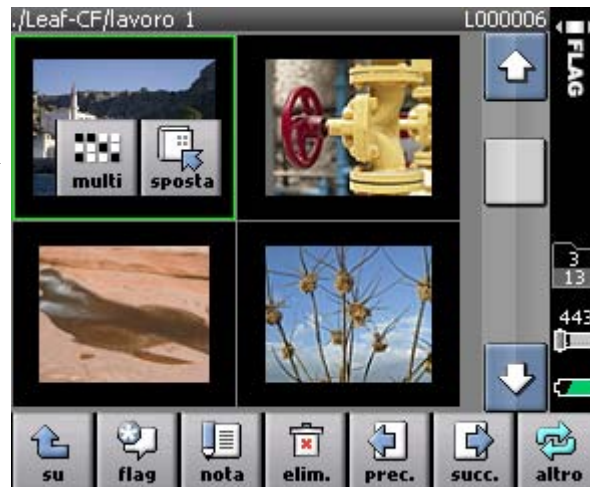 ./Leaf-CF/lavoro 1 L000006
FLAG
multi sposta
3
13
443
su flag nota elim. prec. succ. altro